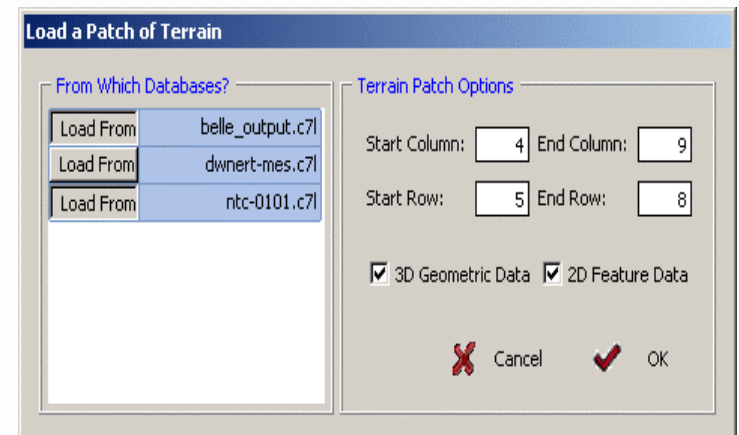 Load a Patch of Terrain
From Which Databases?
Load From belle_output.c7l
Load From dwnert-mes.c7l
Load From ntc-0101.c7l
Terrain Patch Options
Start Column: 4 End Column: 9
Start Row: 5 End Row: 8
3D Geometric Data 2D Feature Data
Cancel OK